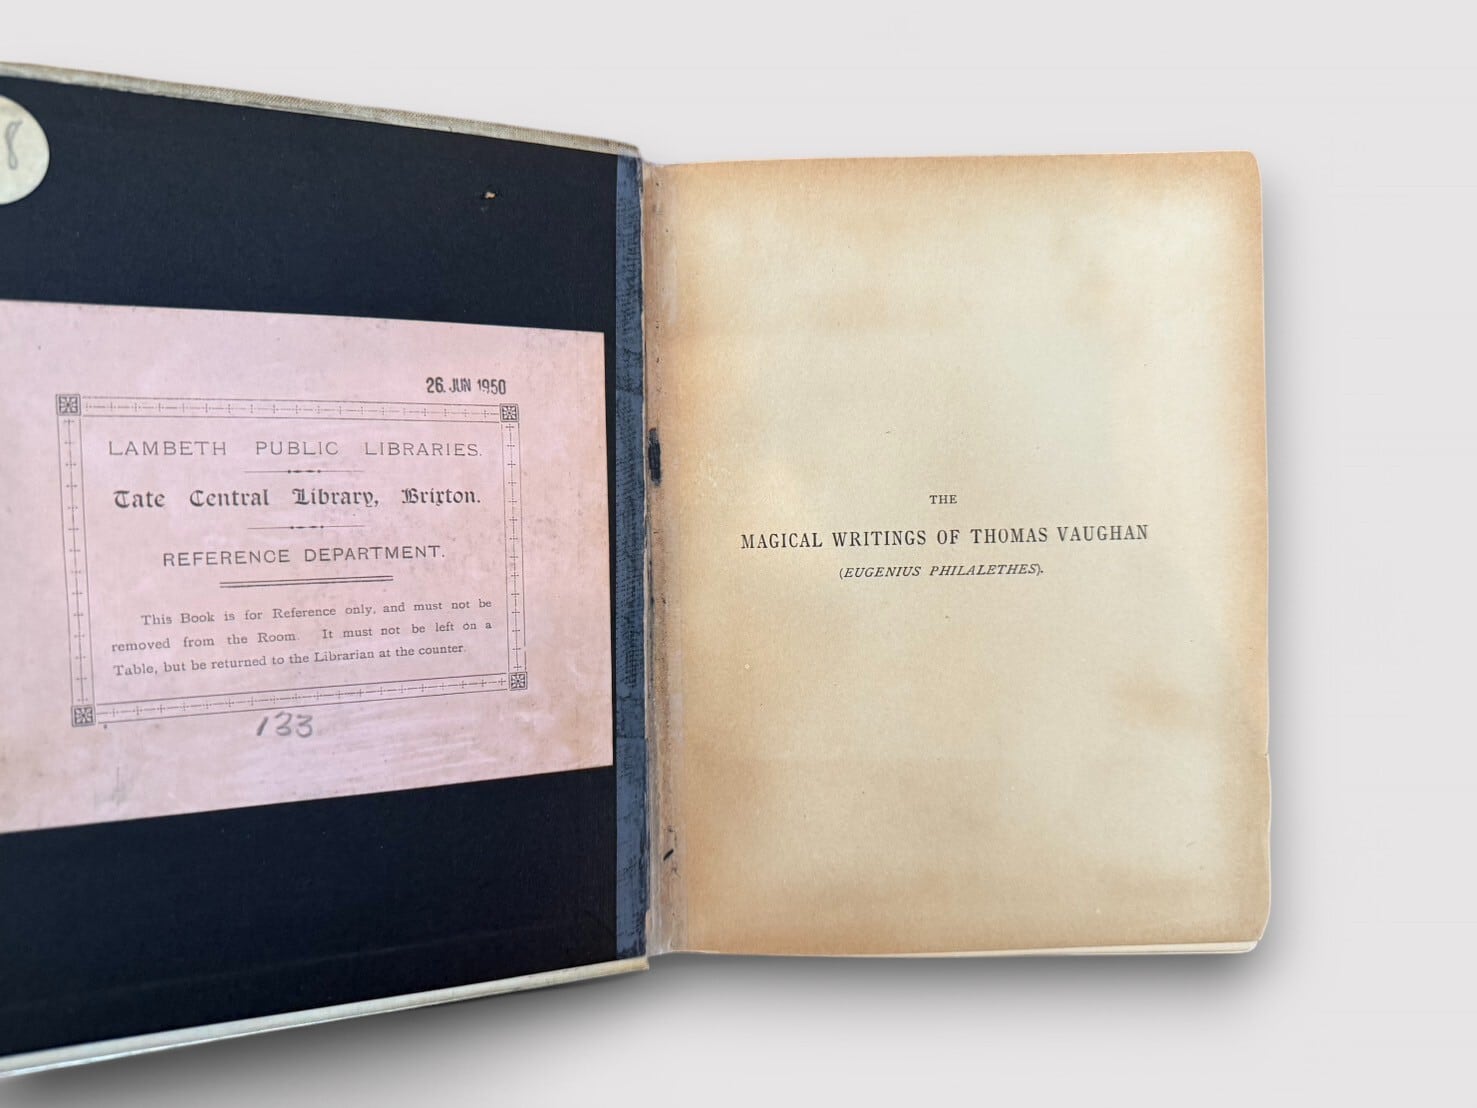 8
26 JUN 1950
LAMBETH PUBLIC LIBRARIES.
Tate Central Library, Brixton.
REFERENCE DEPARTMENT.
This Book is for Reference only, and must not be
removed from the Room. It must not be left on a
Table, but be returned to the Librarian at the counter.
133
THE
MAGICAL WRITINGS OF THOMAS VAUGHAN
(EUGENIUS PHILALETHES).